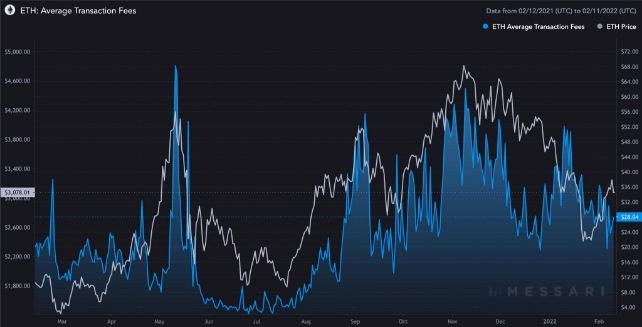 ETH: Average Transaction Fees
Data from 02/12/2021 (UTC) to 02/11/2022 (UTC)
ETH Average Transaction Fees
ETH Price
$5,000.00
$4,600.00
$4,200.00
$3,800.00
$3,400.00
$3,078.01
$3,000.00
$2,600.00
$2,200.00
$1,800.00
$72.00
$68.00
$64.00
$60.00
$56.00
$52.00
$48.00
$44.00
$40.00
$36.00
$32.00
$28.04
$24.00
$20.00
$16.00
$12.00
$8.00
$4.00
MESSARI
Mar
Apr
May
Jun
Jul
Aug
Sep
Oct
Nov
Dec
2022
Feb